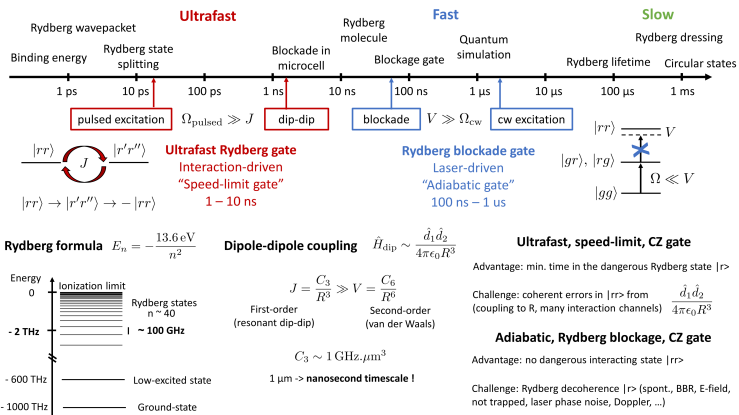 Ultrafast
Fast
Slow
Rydberg wavepacket
Rydberg molecule
Rydberg dressing
Binding energy
Rydberg state splitting
Blockade in microcell
Blockage gate
Quantum simulation
Rydberg lifetime
Circular states
1 ps
10 ps
100 ps
1 ns
10 ns
100 ns
1 μs
10 μs
100 μs
1 ms
pulsed excitation
Ω_pulsed ≫ J
dip-dip
blockade
V ≫ Ω_cw
cw excitation
|rr⟩
J
|r'r''⟩
|rr⟩ → |r'r''⟩ → − |rr⟩
Ultrafast Rydberg gate
Interaction-driven
“Speed-limit gate”
1 – 10 ns
Rydberg blockade gate
Laser-driven
“Adiabatic gate”
100 ns – 1 us
|rr⟩
V
|gr⟩, |rg⟩
Ω ≪ V
|gg⟩
Rydberg formula
E_n = − 13.6 eV / n²
Energy
0
Ionization limit
Rydberg states
n ~ 40
- 2 THz
I ~ 100 GHz
- 600 THz
Low-excited state
- 1000 THz
Ground-state
Dipole-dipole coupling
Ĥ_dip ∼ d̂₁d̂₂ / 4πϵ₀R³
J = C₃ / R³ ≫ V = C₆ / R⁶
First-order
(resonant dip-dip)
Second-order
(van der Waals)
C₃ ∼ 1 GHz.μm³
1 μm -> nanosecond timescale !
Ultrafast, speed-limit, CZ gate
Advantage: min. time in the dangerous Rydberg state |r>
Challenge: coherent errors in |rr> from
(coupling to R, many interaction channels)
d̂₁d̂₂ / 4πϵ₀R³
Adiabatic, Rydberg blockage, CZ gate
Advantage: no dangerous interacting state |rr>
Challenge: Rydberg decoherence |r> (spont., BBR, E-field,
not trapped, laser phase noise, Doppler, …)